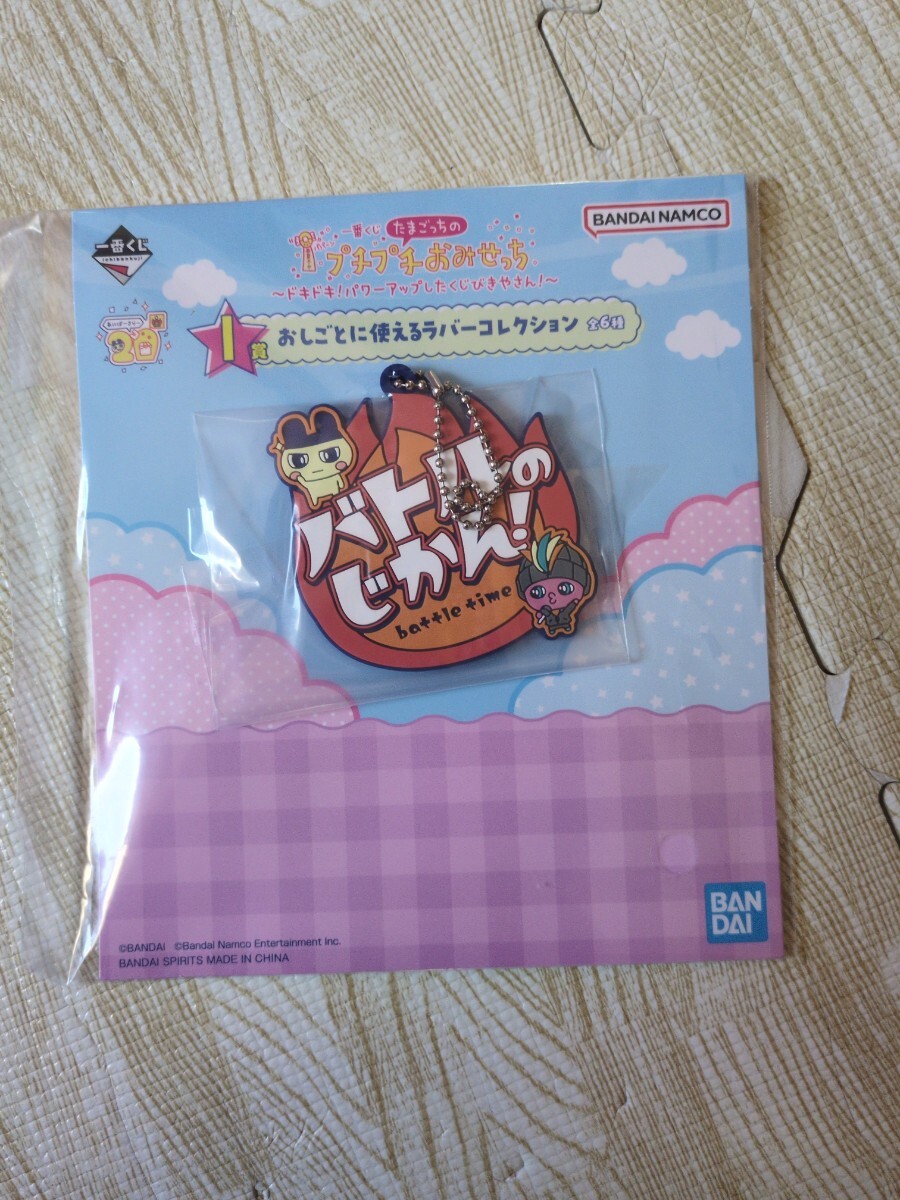 一番くじ
ichibankuji
BANDAI NAMCO
一番くじ たまごっちの
プチプチおみせっち
～ドキドキ!パワーアップしたくじびきやさん!～
20
I賞 おしごとに使えるラバーコレクション 全6種
バトルの
じかん!
battle time
BAN
DAI
©BANDAI ©Bandai Namco Entertainment Inc.
BANDAI SPIRITS MADE IN CHINA